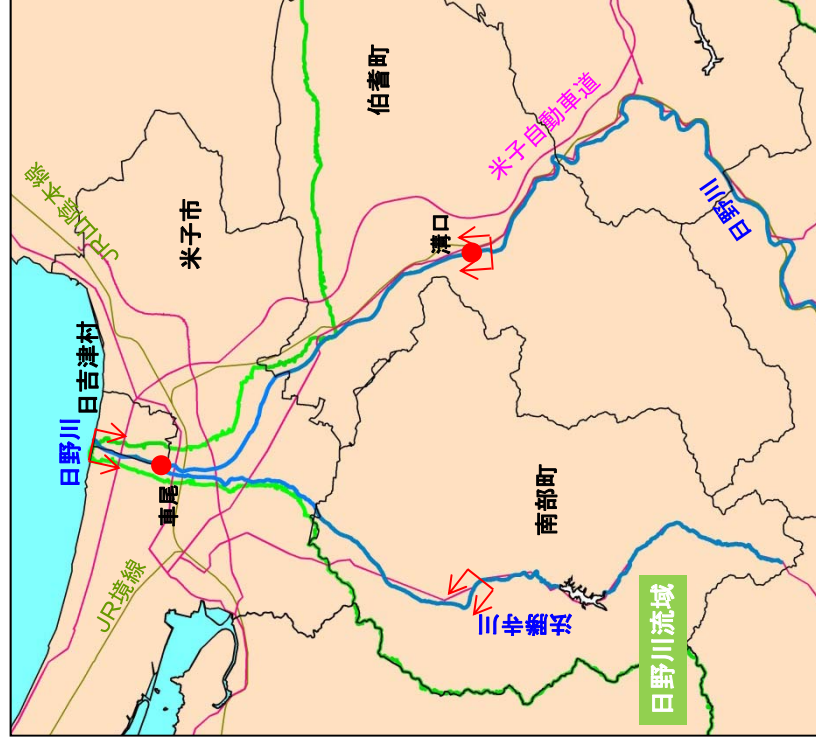 伯耆町
米子自動車道
JR山陰本線
米子市
溝口
日野川
日吉津村
日野川
車尾
南部町
JR境線
法勝寺川
日野川流域